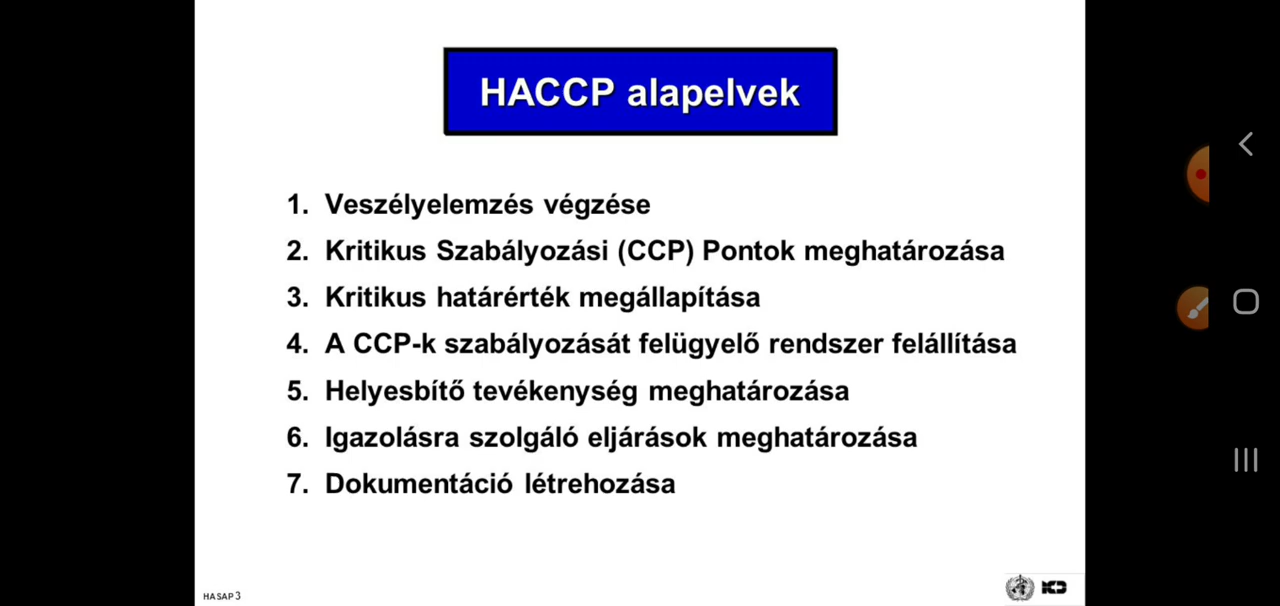 HACCP alapelvek
1. Veszélyelemzés végzése
2. Kritikus Szabályozási (CCP) Pontok meghatározása
3. Kritikus határérték megállapítása
4. A CCP-k szabályozását felügyelő rendszer felállítása
5. Helyesbítő tevékenység meghatározása
6. Igazolásra szolgáló eljárások meghatározása
7. Dokumentáció létrehozása
HASAP 3